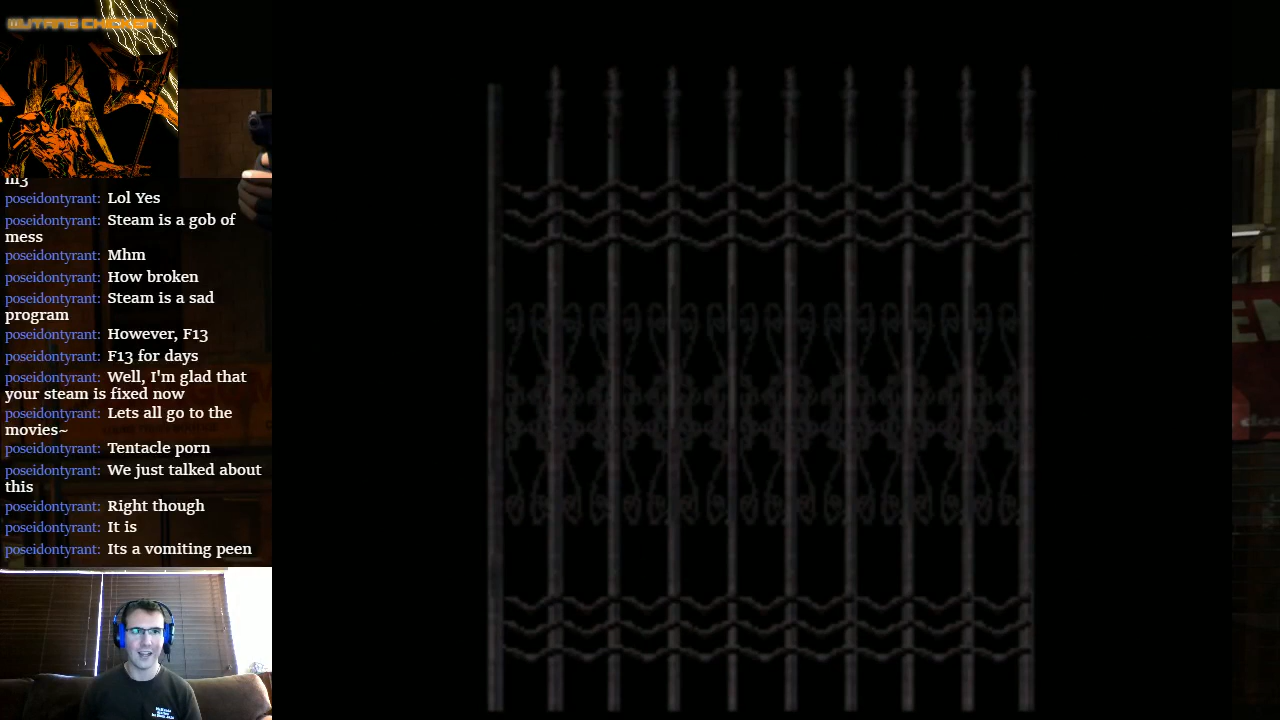 WUTANG CHICKEN
poseidontyrant: Lol Yes
poseidontyrant: Steam is a gob of
mess
poseidontyrant: Mhm
poseidontyrant: How broken
poseidontyrant: Steam is a sad
program
poseidontyrant: However, F13
poseidontyrant: F13 for days
poseidontyrant: Well, I'm glad that
your steam is fixed now
poseidontyrant: Lets all go to the
movies~
poseidontyrant: Tentacle porn
poseidontyrant: We just talked about
this
poseidontyrant: Right though
poseidontyrant: It is
poseidontyrant: Its a vomiting peen